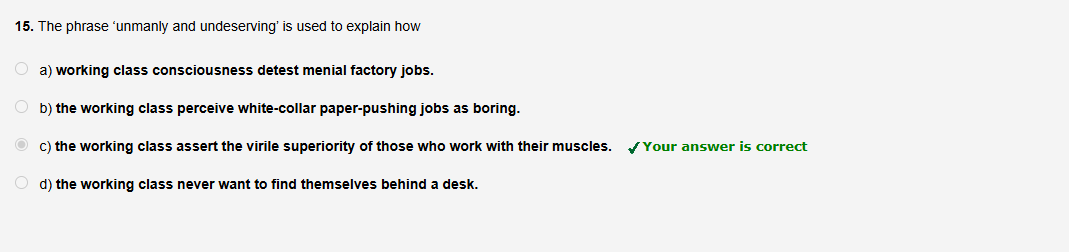 15. The phrase 'unmanly and undeserving' is used to explain how
a) working class consciousness detest menial factory jobs.
b) the working class perceive white-collar paper-pushing jobs as boring.
c) the working class assert the virile superiority of those who work with their muscles. ✓Your answer is correct
d) the working class never want to find themselves behind a desk.